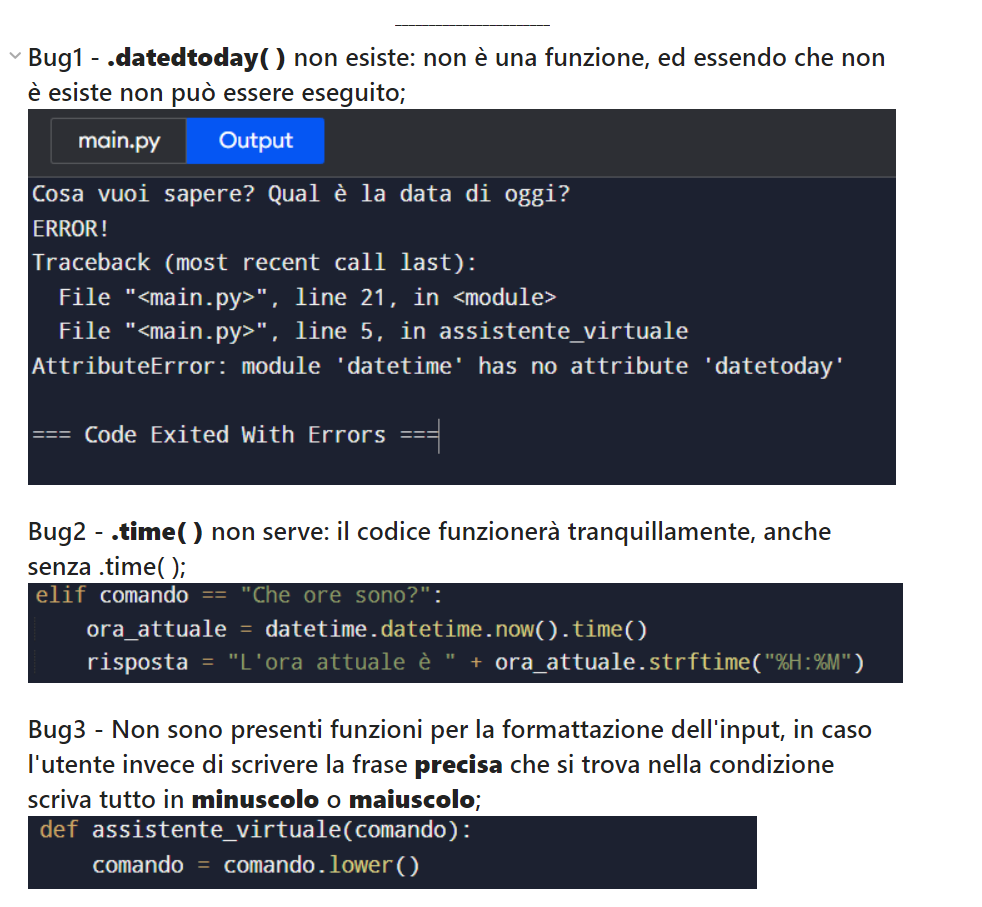 Bug1 - .datedtoday( ) non esiste: non è una funzione, ed essendo che non
è esiste non può essere eseguito;
main.py Output
Cosa vuoi sapere? Qual è la data di oggi?
ERROR!
Traceback (most recent call last):
  File "<main.py>", line 21, in <module>
  File "<main.py>", line 5, in assistente_virtuale
AttributeError: module 'datetime' has no attribute 'datetoday'
=== Code Exited With Errors ===
Bug2 - .time( ) non serve: il codice funzionerà tranquillamente, anche
senza .time( );
elif comando == "Che ore sono?":
    ora_attuale = datetime.datetime.now().time()
    risposta = "L'ora attuale è " + ora_attuale.strftime("%H:%M")
Bug3 - Non sono presenti funzioni per la formattazione dell'input, in caso
l'utente invece di scrivere la frase precisa che si trova nella condizione
scriva tutto in minuscolo o maiuscolo;
def assistente_virtuale(comando):
    comando = comando.lower()